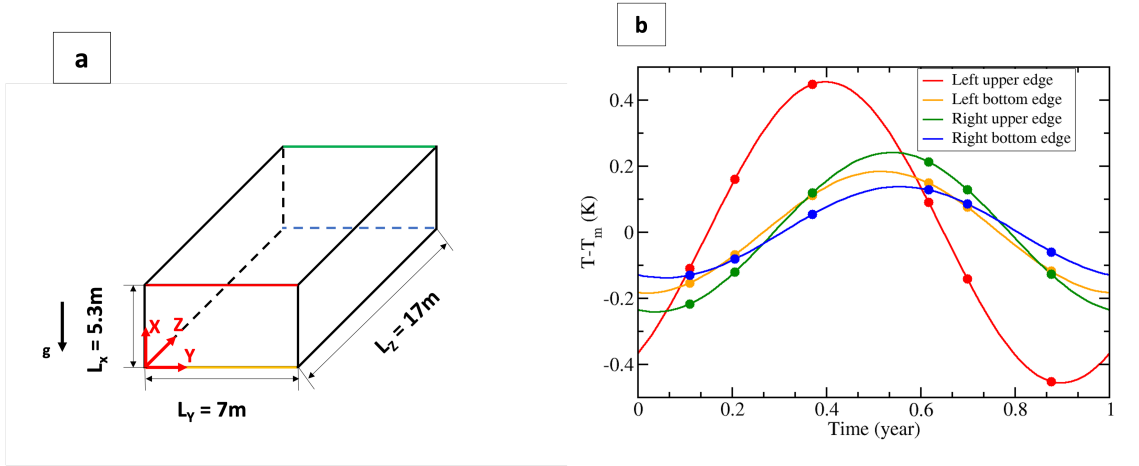 a
X
Z
Y
g
Lx = 5.3m
LY = 7m
LZ = 17m
b
Left upper edge
Left bottom edge
Right upper edge
Right bottom edge
T-Tm (K)
0.4
0.2
0
-0.2
-0.4
0 0.2 0.4 0.6 0.8 1
Time (year)